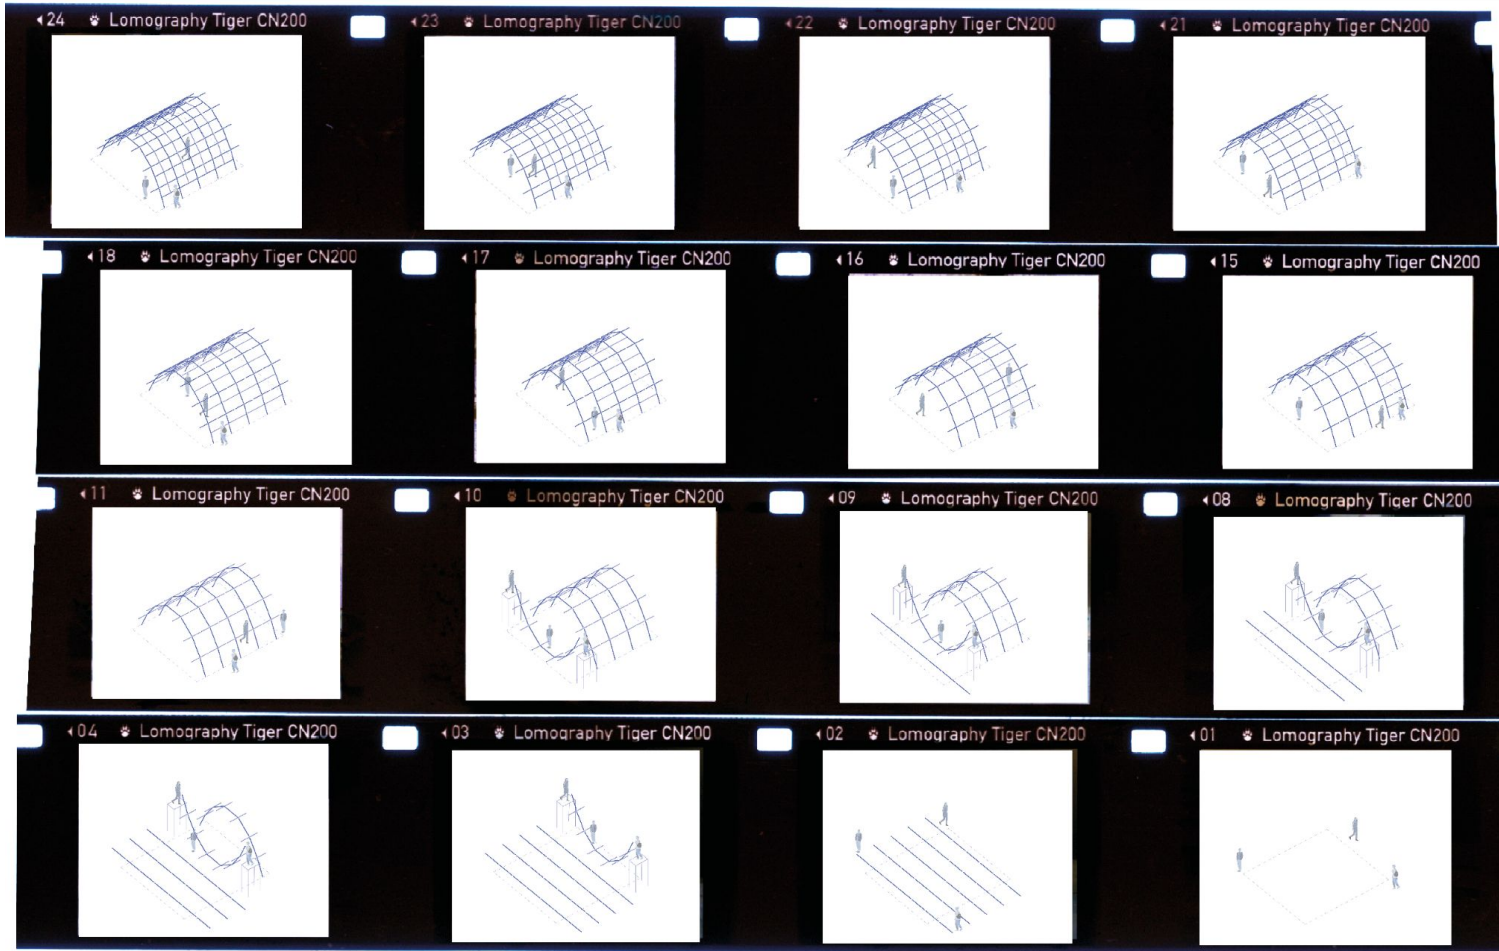 24 Lomography Tiger CN200
23 Lomography Tiger CN200
22 Lomography Tiger CN200
21 Lomography Tiger CN200
18 Lomography Tiger CN200
17 Lomography Tiger CN200
16 Lomography Tiger CN200
15 Lomography Tiger CN200
11 Lomography Tiger CN200
10 Lomography Tiger CN200
09 Lomography Tiger CN200
08 Lomography Tiger CN200
04 Lomography Tiger CN200
03 Lomography Tiger CN200
02 Lomography Tiger CN200
01 Lomography Tiger CN200